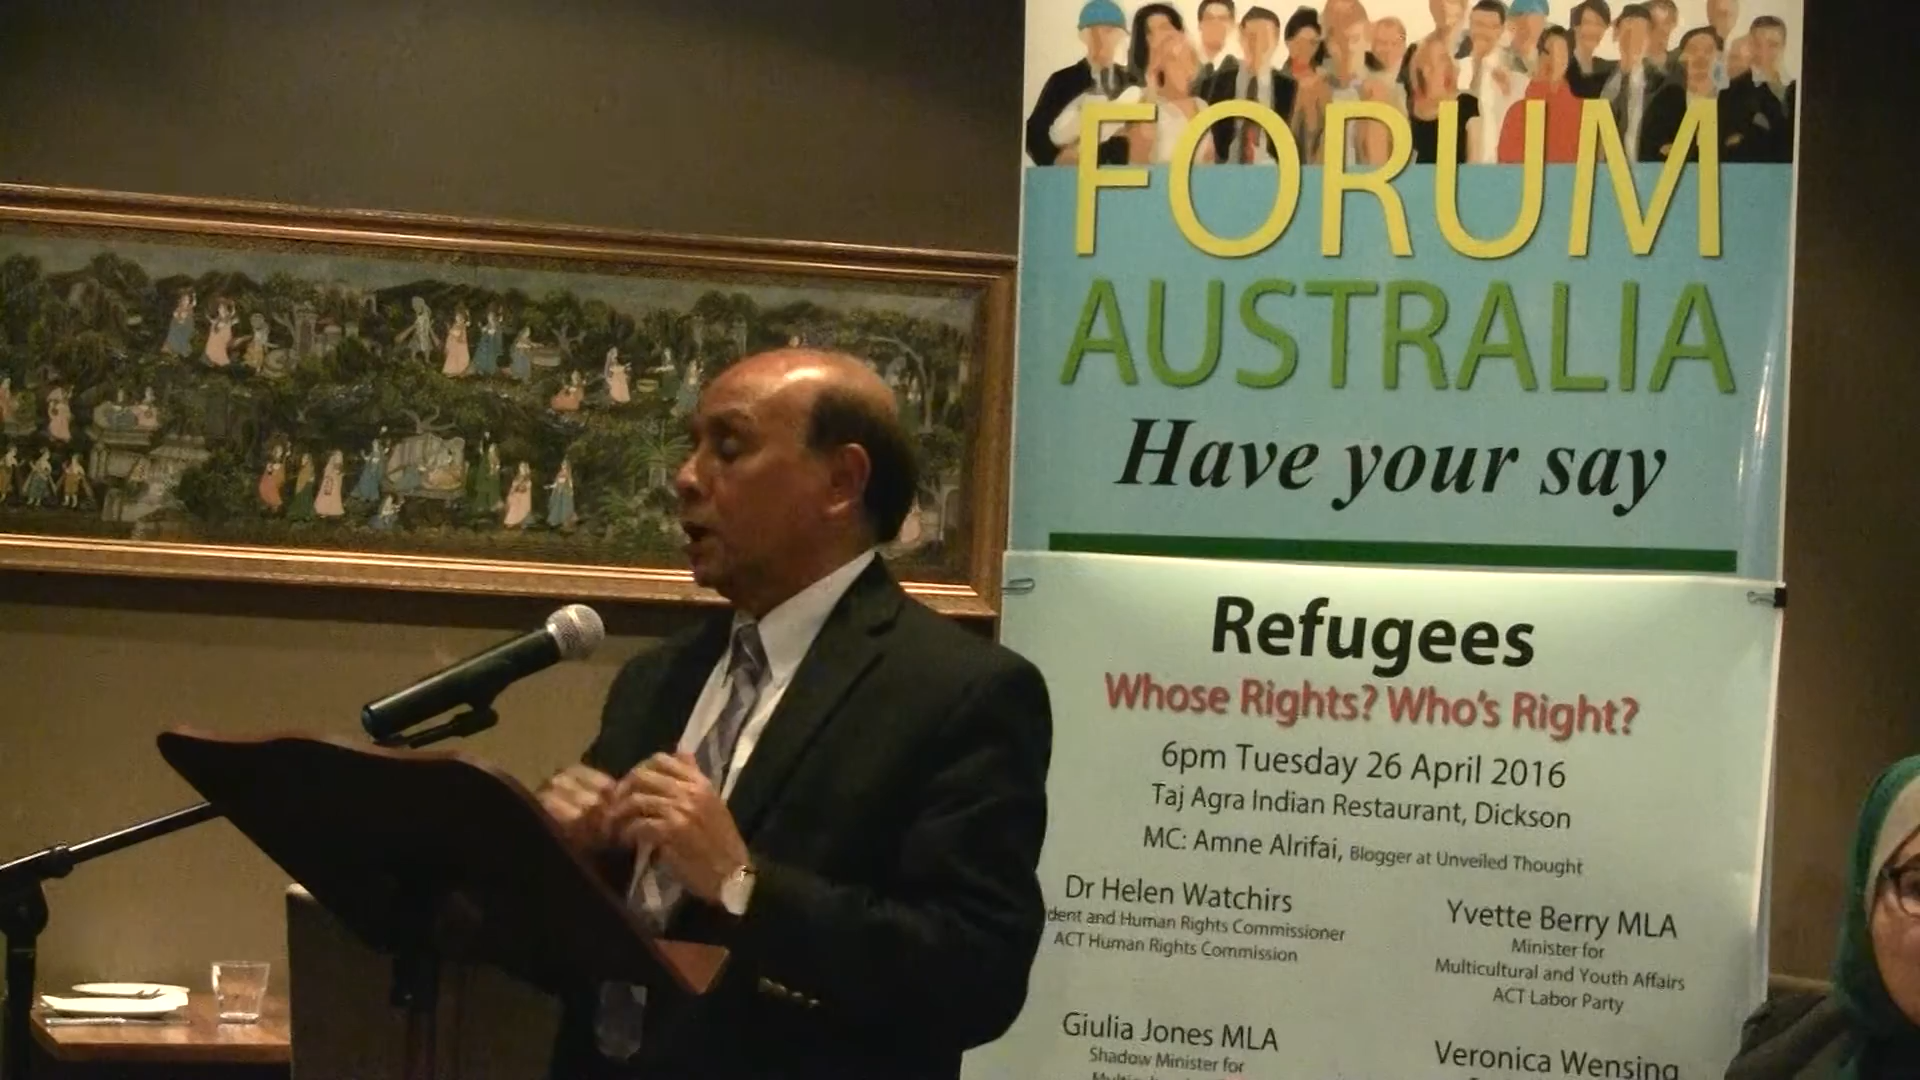 FORUM
AUSTRALIA
Have your say
Refugees
Whose Rights? Who's Right?
6pm Tuesday 26 April 2016
Taj Agra Indian Restaurant, Dickson
MC: Amne Alrifai, Blogger at Unveiled Thought
Dr Helen Watchirs
dent and Human Rights Commissioner
ACT Human Rights Commission
Yvette Berry MLA
Minister for
Multicultural and Youth Affairs
ACT Labor Party
Giulia Jones MLA
Shadow Minister for
Veronica Wensing